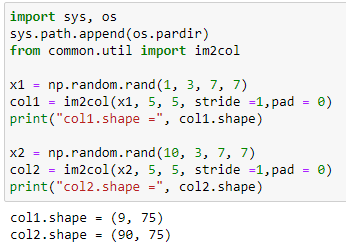 import sys, os
sys.path.append(os.pardir)
from common.util import im2col
x1 = np.random.rand(1, 3, 7, 7)
col1 = im2col(x1, 5, 5, stride =1,pad = 0)
print("col1.shape =", col1.shape)
x2 = np.random.rand(10, 3, 7, 7)
col2 = im2col(x2, 5, 5, stride =1,pad = 0)
print("col2.shape =", col2.shape)
col1.shape = (9, 75)
col2.shape = (90, 75)